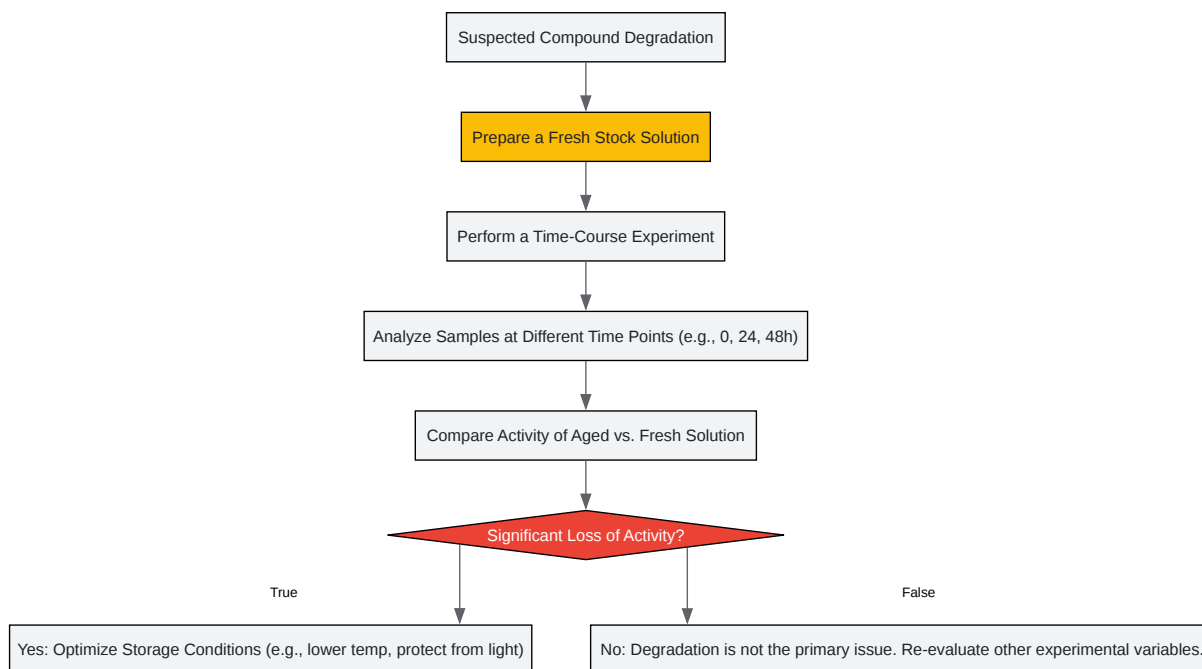 Suspected Compound Degradation
Prepare a Fresh Stock Solution
Perform a Time-Course Experiment
Analyze Samples at Different Time Points (e.g., 0, 24, 48h)
Compare Activity of Aged vs. Fresh Solution
Significant Loss of Activity?
True
False
Yes: Optimize Storage Conditions (e.g., lower temp, protect from light)
No: Degradation is not the primary issue. Re-evaluate other experimental variables.